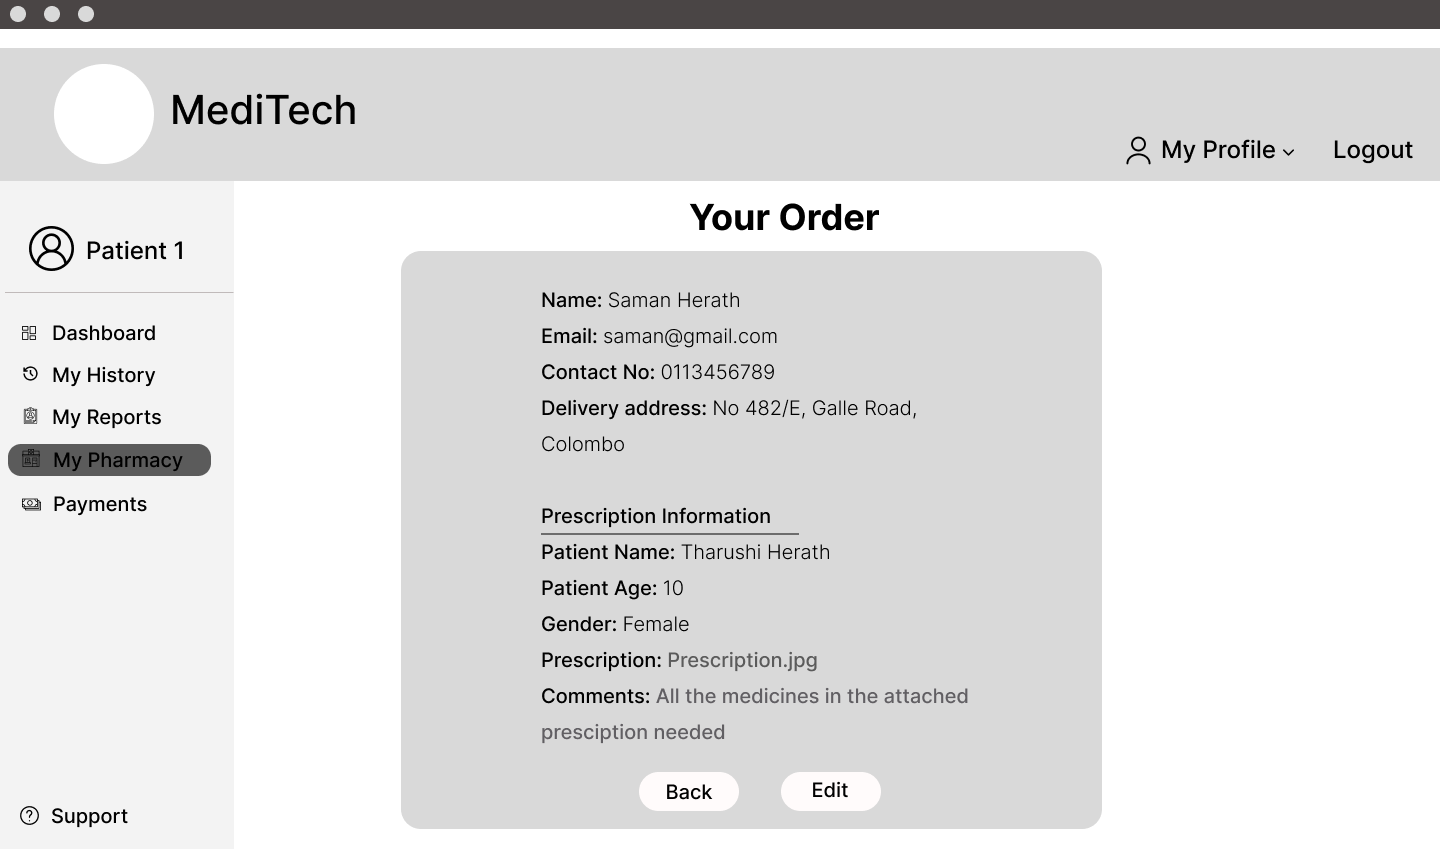 MediTech
My Profile
Logout
Patient 1
Dashboard
My History
My Reports
My Pharmacy
Payments
Support
Your Order
Name: Saman Herath
Email: saman@gmail.com
Contact No: 0113456789
Delivery address: No 482/E, Galle Road,
Colombo
Prescription Information
Patient Name: Tharushi Herath
Patient Age: 10
Gender: Female
Prescription: Prescription.jpg
Comments: All the medicines in the attached
presciption needed
Back
Edit